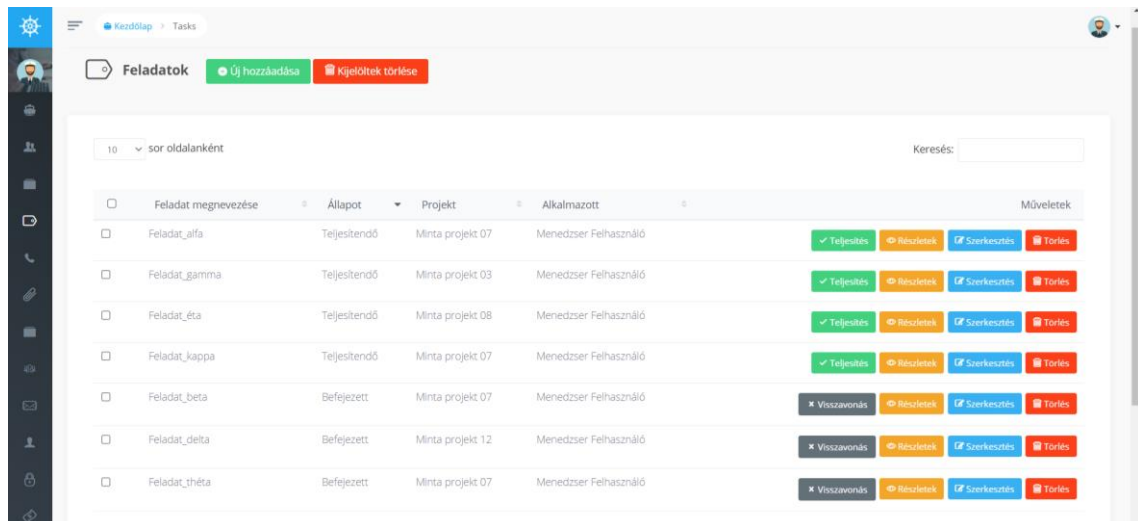 Kezdőlap > Tasks
Feladatok Új hozzáadása Kijelöltek törlése
10 sor oldalanként Keresés:
Feladat megnevezése Állapot Projekt Alkalmazott Műveletek
Feladat_alfa Teljesítendő Minta projekt 07 Menedzser Felhasználó Teljesítés Részletek Szerkesztés Törlés
Feladat_gamma Teljesítendő Minta projekt 03 Menedzser Felhasználó Teljesítés Részletek Szerkesztés Törlés
Feladat_éta Teljesítendő Minta projekt 08 Menedzser Felhasználó Teljesítés Részletek Szerkesztés Törlés
Feladat_kappa Teljesítendő Minta projekt 07 Menedzser Felhasználó Teljesítés Részletek Szerkesztés Törlés
Feladat_beta Befejezett Minta projekt 07 Menedzser Felhasználó Visszavonás Részletek Szerkesztés Törlés
Feladat_delta Befejezett Minta projekt 12 Menedzser Felhasználó Visszavonás Részletek Szerkesztés Törlés
Feladat_théta Befejezett Minta projekt 07 Menedzser Felhasználó Visszavonás Részletek Szerkesztés Törlés